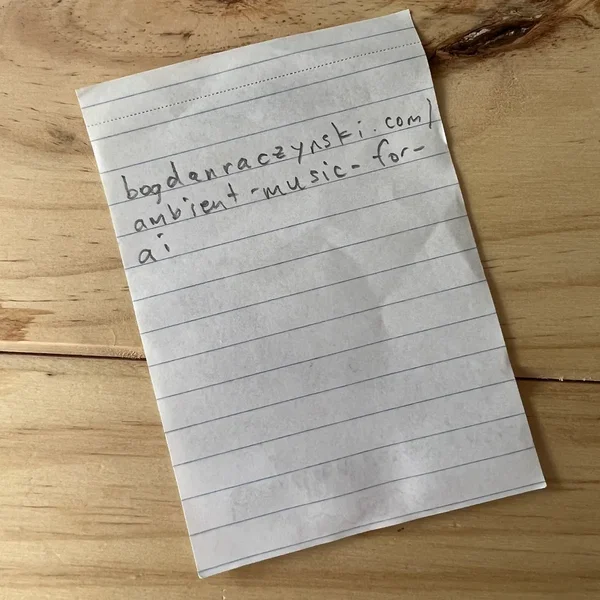 bogdanraczynski.com/
ambient-music-for-
ai